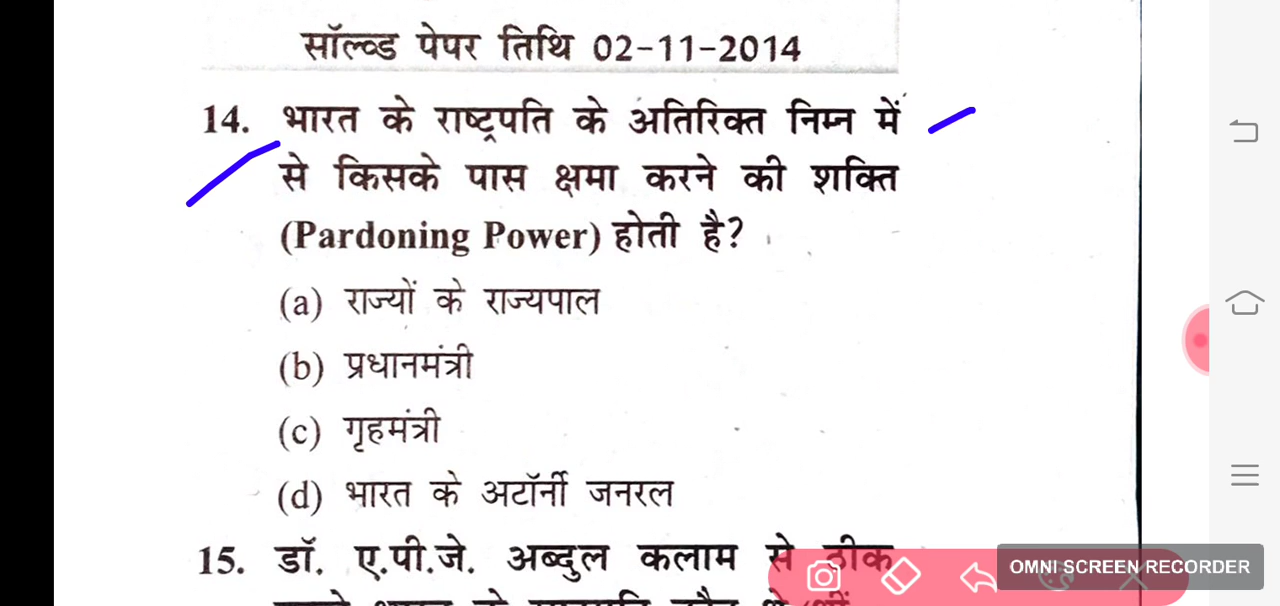 सॉल्व्ड पेपर तिथि 02-11-2014
14. भारत के राष्ट्रपति के अतिरिक्त निम्न में
से किसके पास क्षमा करने की शक्ति
(Pardoning Power) होती है?
(a) राज्यों के राज्यपाल
(b) प्रधानमंत्री
(c) गृहमंत्री
(d) भारत के अटॉर्नी जनरल
15. डॉ. ए.पी.जे. अब्दुल कलाम से ठीक
OMNI SCREEN RECORDER